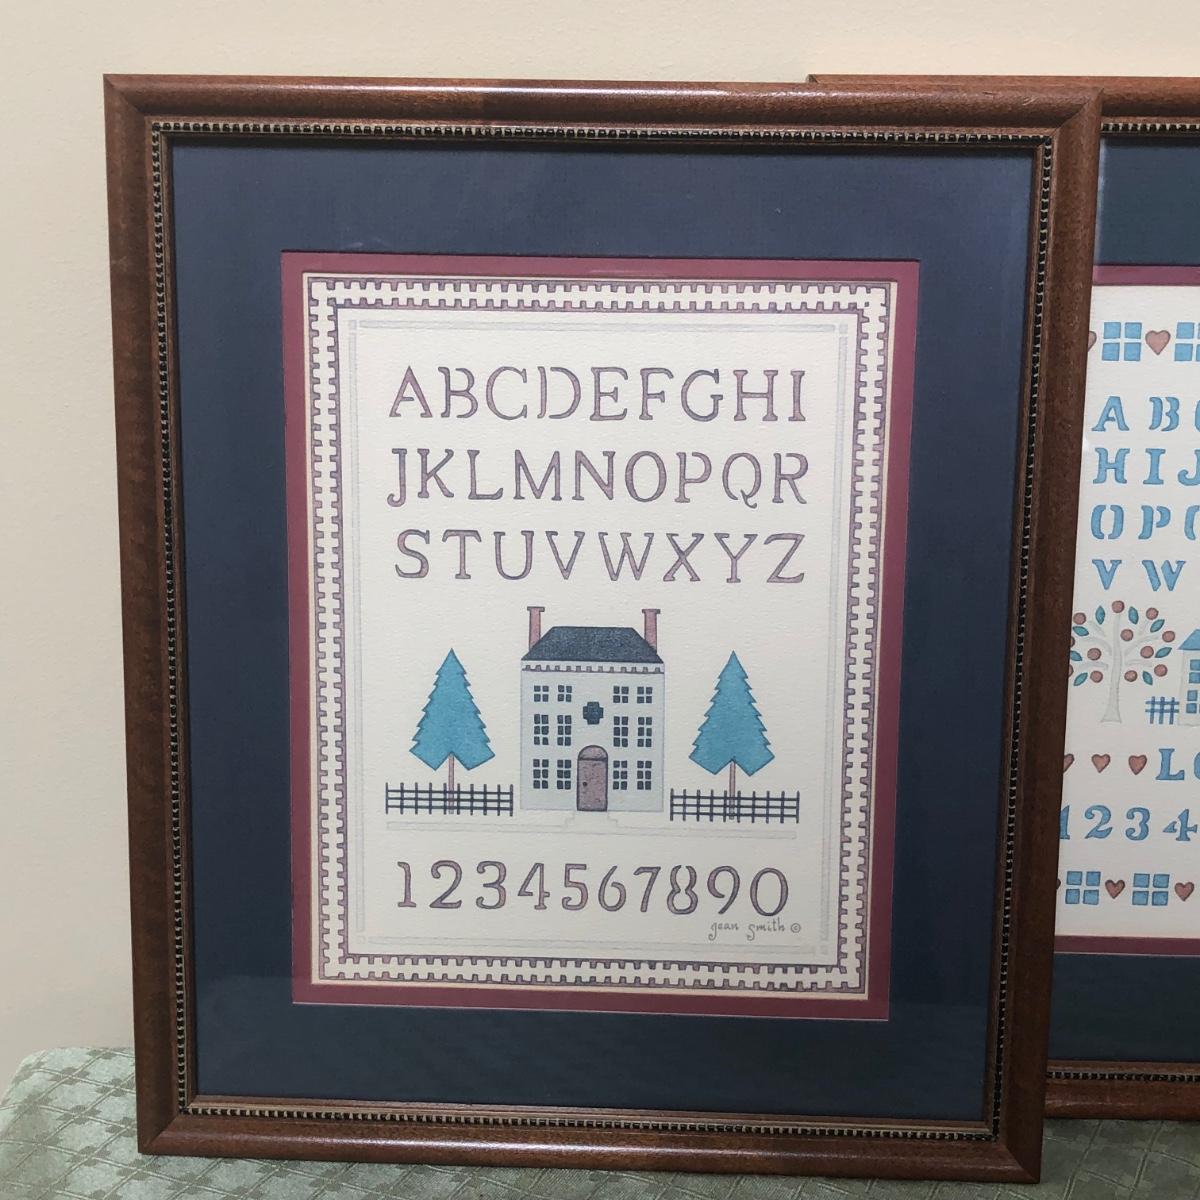 ABCDEFGHI
JKLMNOPQR
STUVWXYZ
1234567890
jean smith ©
A B
H I J
O P
V W
L
1 2 3 4